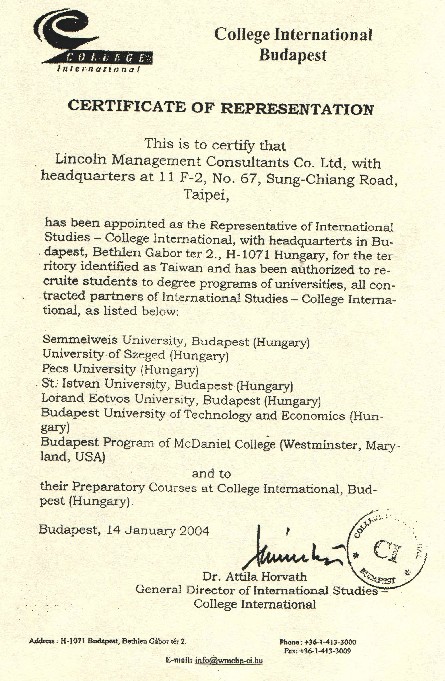 COLLEGE
International
College International
Budapest
CERTIFICATE OF REPRESENTATION
This is to certify that
Lincoln Management Consultants Co. Ltd, with
headquarters at 11 F-2, No. 67, Sung-Chiang Road,
Taipei,
has been appointed as the Representative of International
Studies – College International, with headquarterts in Bu-
dapest, Bethlen Gabor ter 2., H-1071 Hungary, for the ter
ritory identified as Taiwan and has been authorized to re-
cruite students to degree programs of universities, all con-
tracted partners of International Studies – College Interna-
tional, as listed below:
Semmelweis University, Budapest (Hungary)
University of Szeged (Hungary)
Pecs University (Hungary)
St. Istvan University, Budapest (Hungary)
Lorand Eotvos University, Budapest (Hungary)
Budapest University of Technology and Economics (Hun-
gary)
Budapest Program of McDaniel College (Westminster, Mary-
land, USA)
and to
their Preparatory Courses at College International, Bud-
pest (Hungary).
Budapest, 14 January 2004
CI
BUDAPEST
Dr. Attila Horvath
General Director of International Studies
College International
Address : H-1071 Budapest, Bethlen Gábor tér 2.
Phone: +36-1-413-3000
Fax: +36-1-413-3009